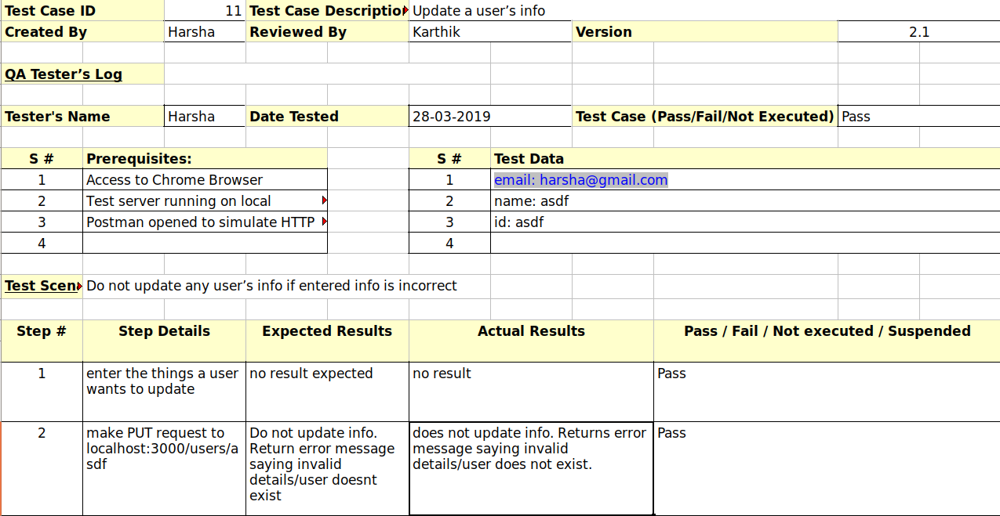 Test Case ID 11 Test Case Description Update a user’s info
Created By Harsha Reviewed By Karthik Version 2.1
QA Tester’s Log
Tester's Name Harsha Date Tested 28-03-2019 Test Case (Pass/Fail/Not Executed) Pass
S # Prerequisites: S # Test Data
1 Access to Chrome Browser 1 email: harsha@gmail.com
2 Test server running on local 2 name: asdf
3 Postman opened to simulate HTTP 3 id: asdf
4 4
Test Scen Do not update any user’s info if entered info is incorrect
Step # Step Details Expected Results Actual Results Pass / Fail / Not executed / Suspended
1 enter the things a user no result expected no result Pass
wants to update
2 make PUT request to Do not update info. does not update info. Returns error Pass
localhost:3000/users/a Return error message message saying invalid
sdf saying invalid details/user does not exist.
details/user doesnt
exist